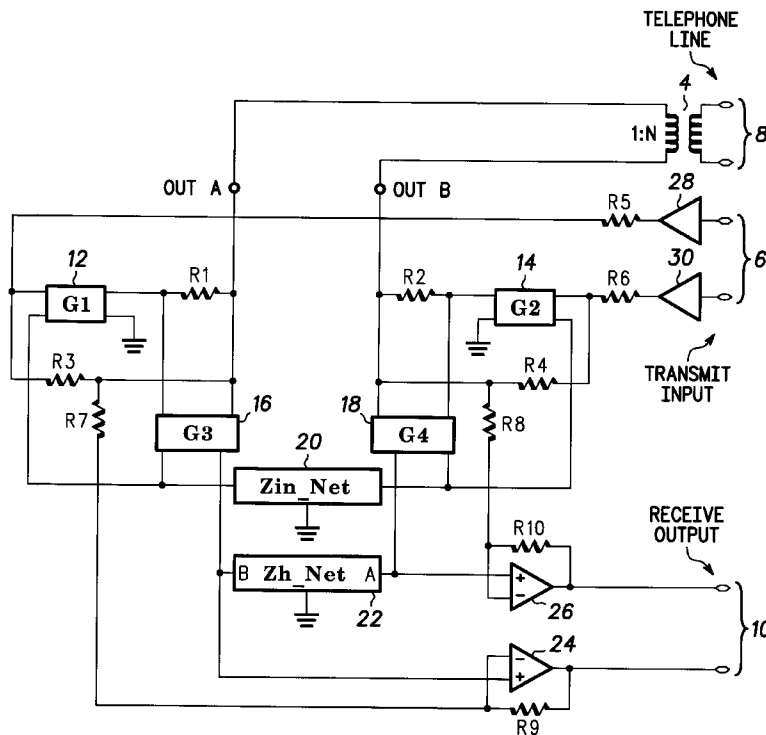 TELEPHONE
LINE
4
1:N
8
OUT A
OUT B
28
R5
6
12
R1
R2
14
30
R6
G1
G2
R3
R4
TRANSMIT
INPUT
R7
16
18
R8
G3
G4
20
Zin_Net
RECEIVE
OUTPUT
R10
B Zh_Net A
+
-
22
26
10
24
-
+
R9